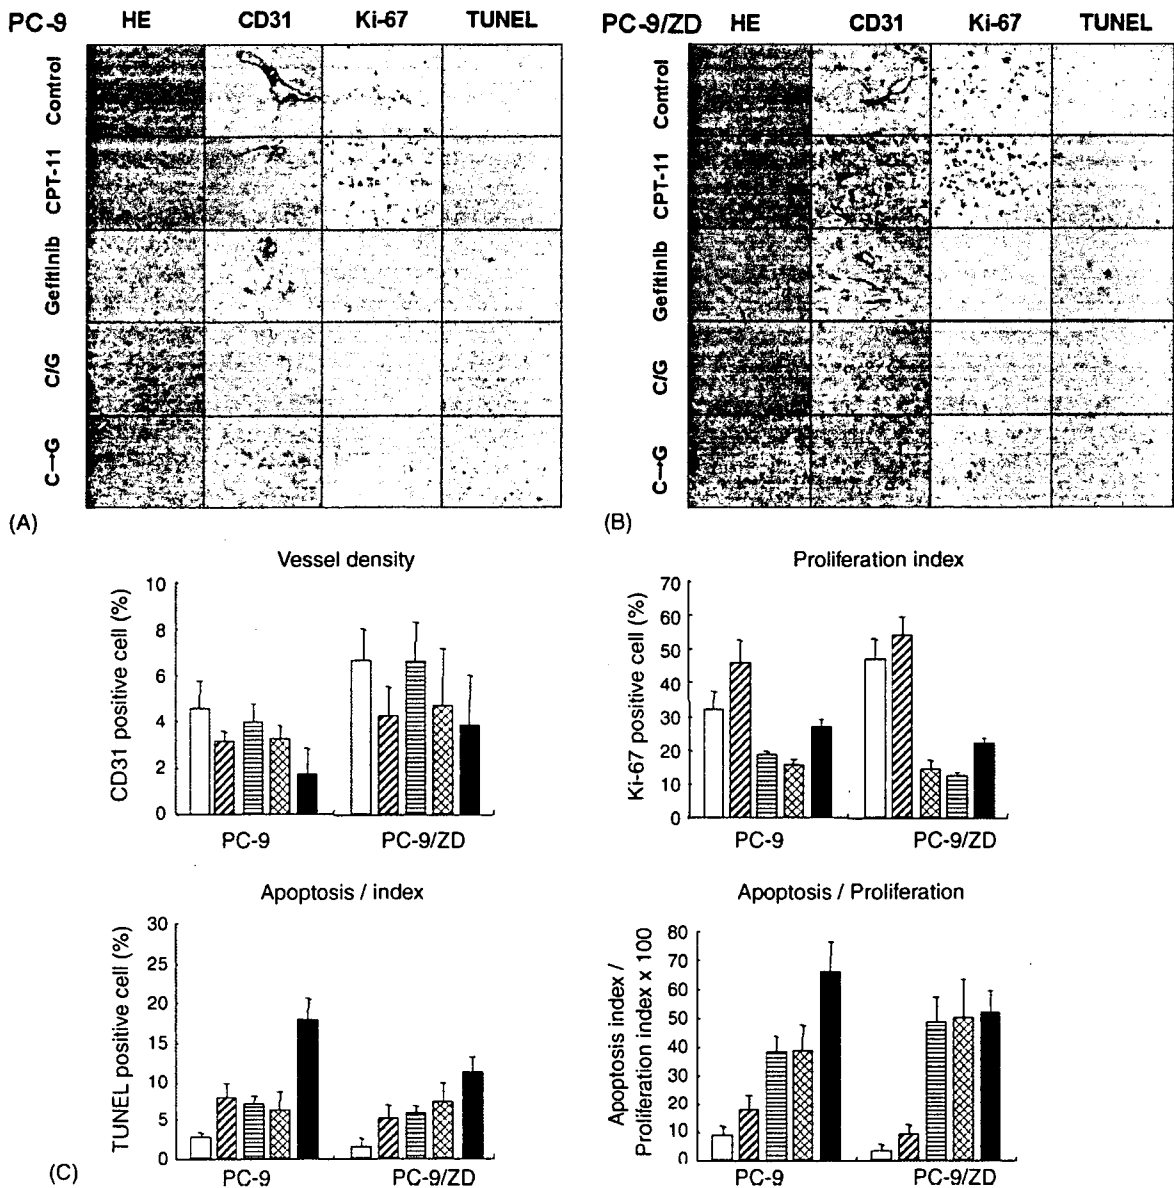 PC-9 HE CD31 Ki-67 TUNEL
Control
CPT-11
Gefitinib
C/G
C→G
(A)
PC-9/ZD HE CD31 Ki-67 TUNEL
Control
CPT-11
Gefitinib
C/G
C→G
(B)
Vessel density
CD31 positive cell (%)
10
8
6
4
2
0
PC-9 PC-9/ZD
Proliferation index
Ki-67 positive cell (%)
70
60
50
40
30
20
10
0
PC-9 PC-9/ZD
Apoptosis / index
TUNEL positive cell (%)
30
25
20
15
10
5
0
PC-9 PC-9/ZD
Apoptosis / Proliferation
Apoptosis index /
Proliferation index x 100
80
70
60
50
40
30
20
10
0
PC-9 PC-9/ZD
(C)